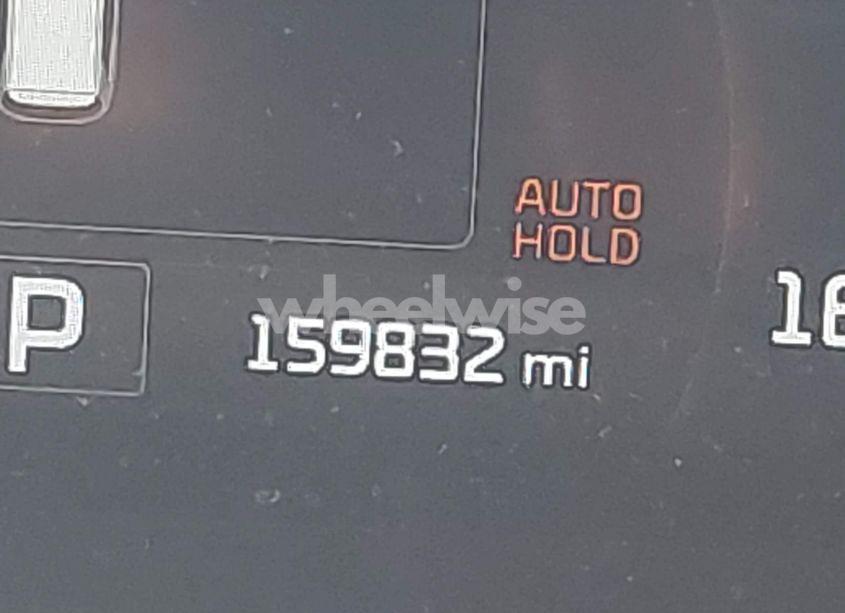 AUTO
HOLD
P
wheelwise
159832 mi